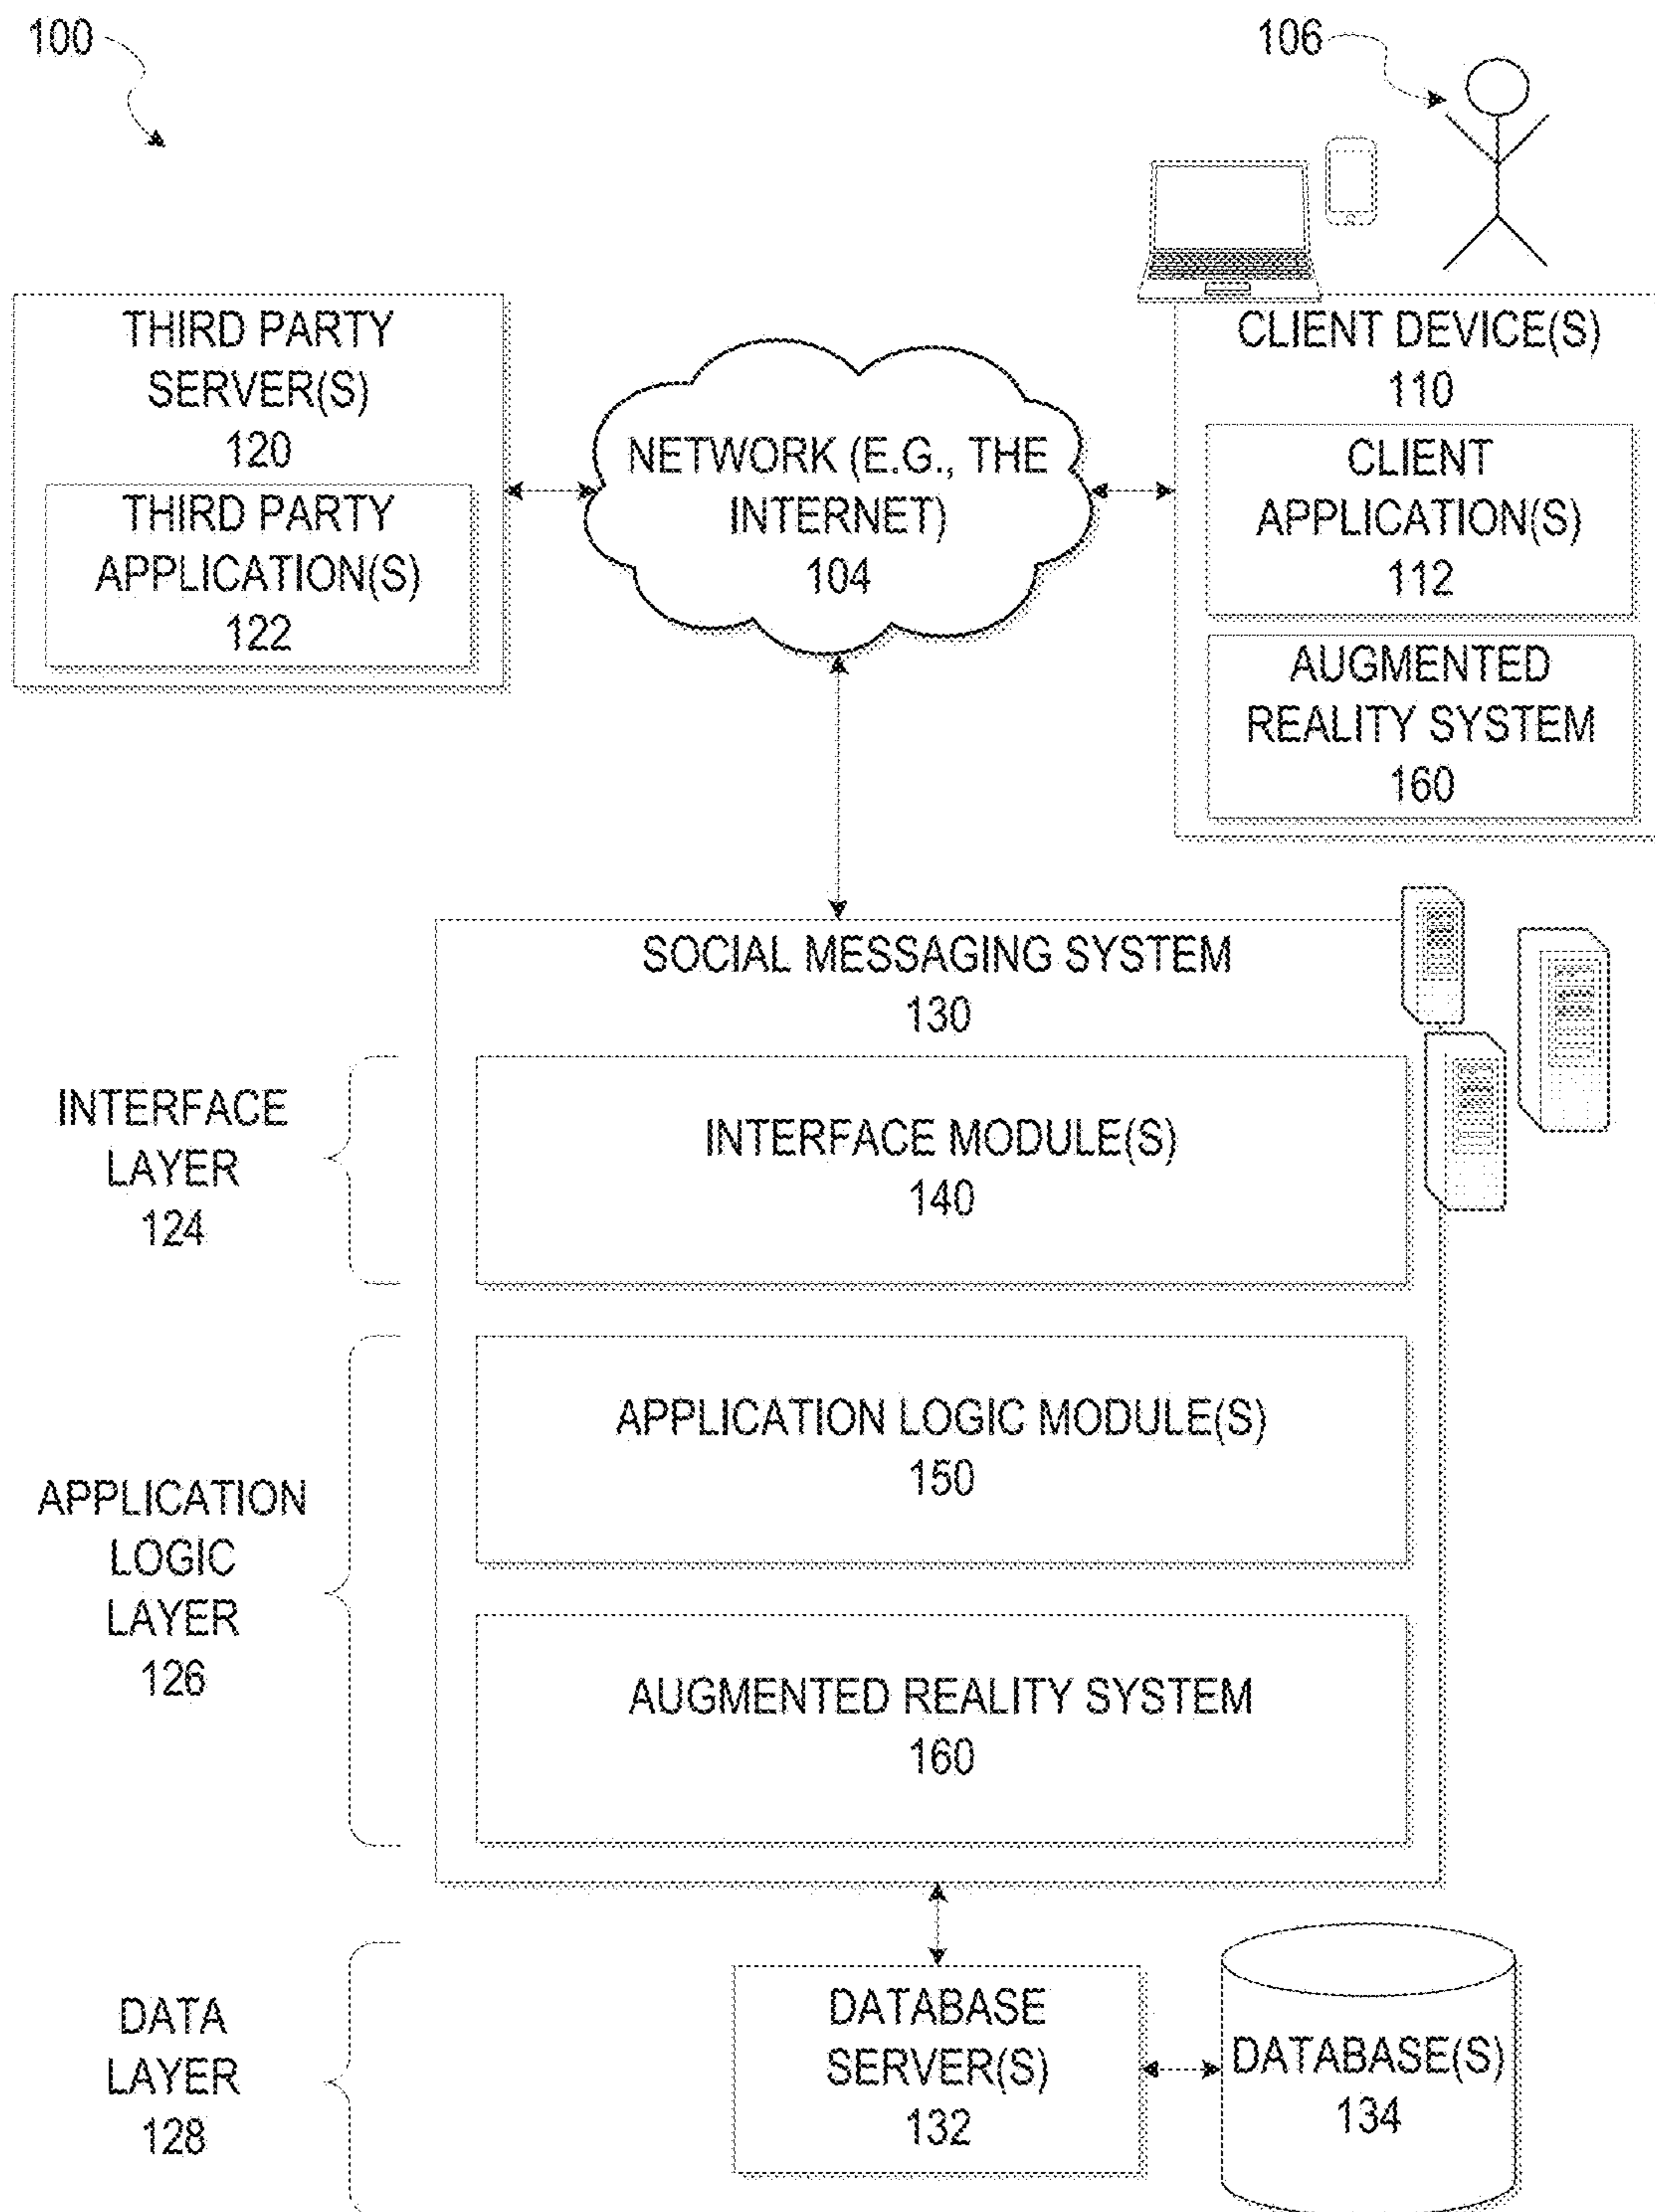 100
106
THIRD PARTY
SERVER(S)
120
THIRD PARTY
APPLICATION(S)
122
NETWORK (E.G., THE
INTERNET)
104
CLIENT DEVICE(S)
110
CLIENT
APPLICATION(S)
112
AUGMENTED
REALITY SYSTEM
160
SOCIAL MESSAGING SYSTEM
130
INTERFACE
LAYER
124
INTERFACE MODULE(S)
140
APPLICATION
LOGIC
LAYER
126
APPLICATION LOGIC MODULE(S)
150
AUGMENTED REALITY SYSTEM
160
DATA
LAYER
128
DATABASE
SERVER(S)
132
DATABASE(S)
134